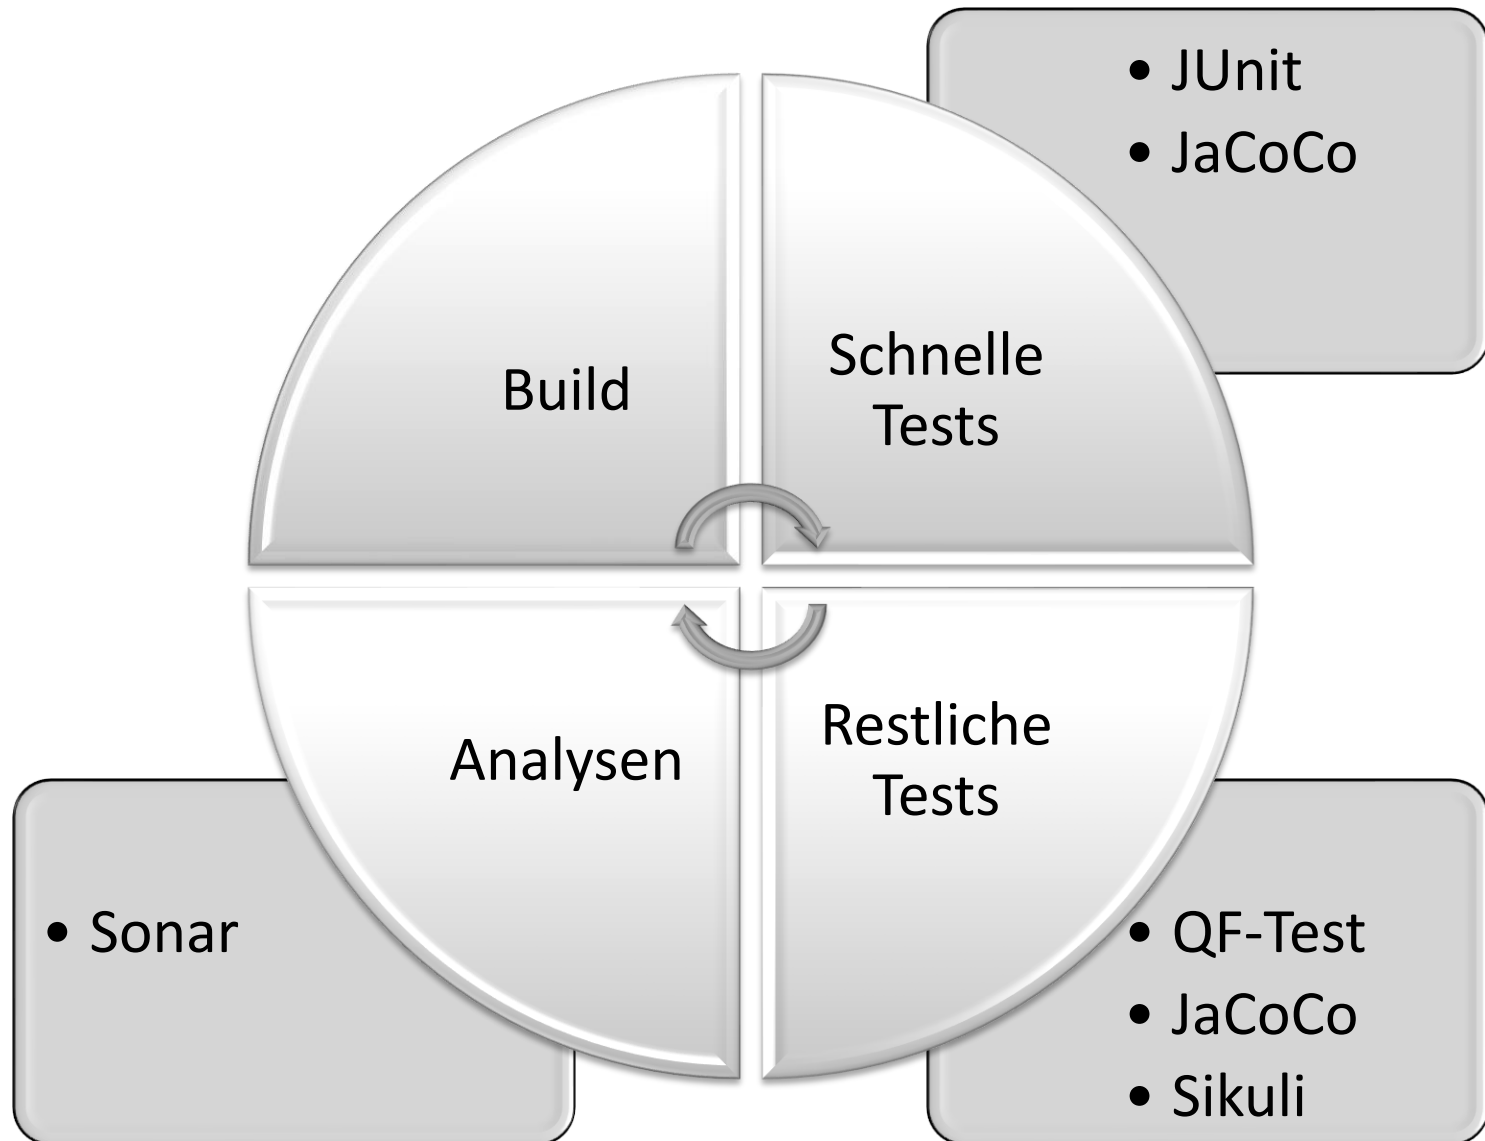 • JUnit
• JaCoCo
Build
Schnelle
Tests
Analysen
Restliche
Tests
• Sonar
• QF-Test
• JaCoCo
• Sikuli